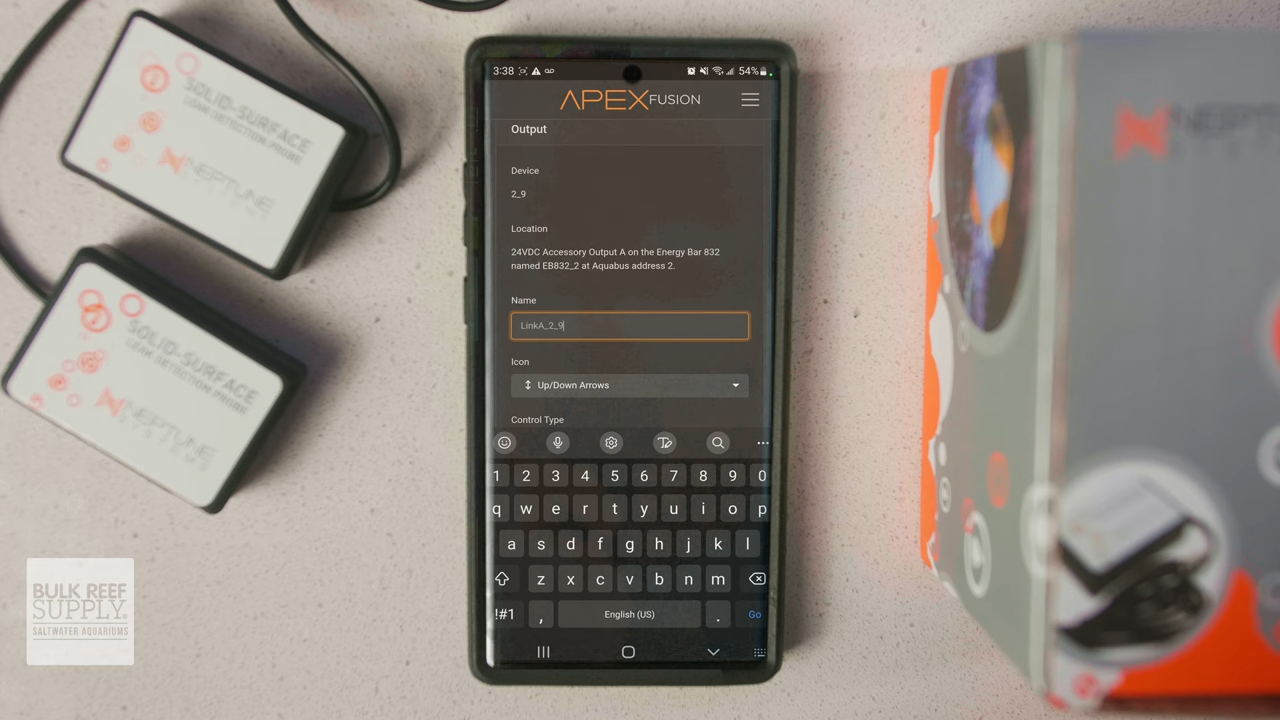 SOLID-SURFACE
LEAK DETECTION PROBE
NEPTUNE
SYSTEMS
SOLID-SURFACE
LEAK DETECTION PROBE
NEPTUNE
3:38
54%
APEX FUSION
Output
Device
2_9
Location
24VDC Accessory Output A on the Energy Bar 832
named EB832_2 at Aquabus address 2.
Name
LinkA_2_9
Icon
Up/Down Arrows
Control Type
1 2 3 4 5 6 7 8 9 0
q w e r t y u i o p
a s d f g h j k l
z x c v b n m
!#1 , English (US) . Go
NEPTUNE
BULK REEF
SUPPLY
SALTWATER AQUARIUMS